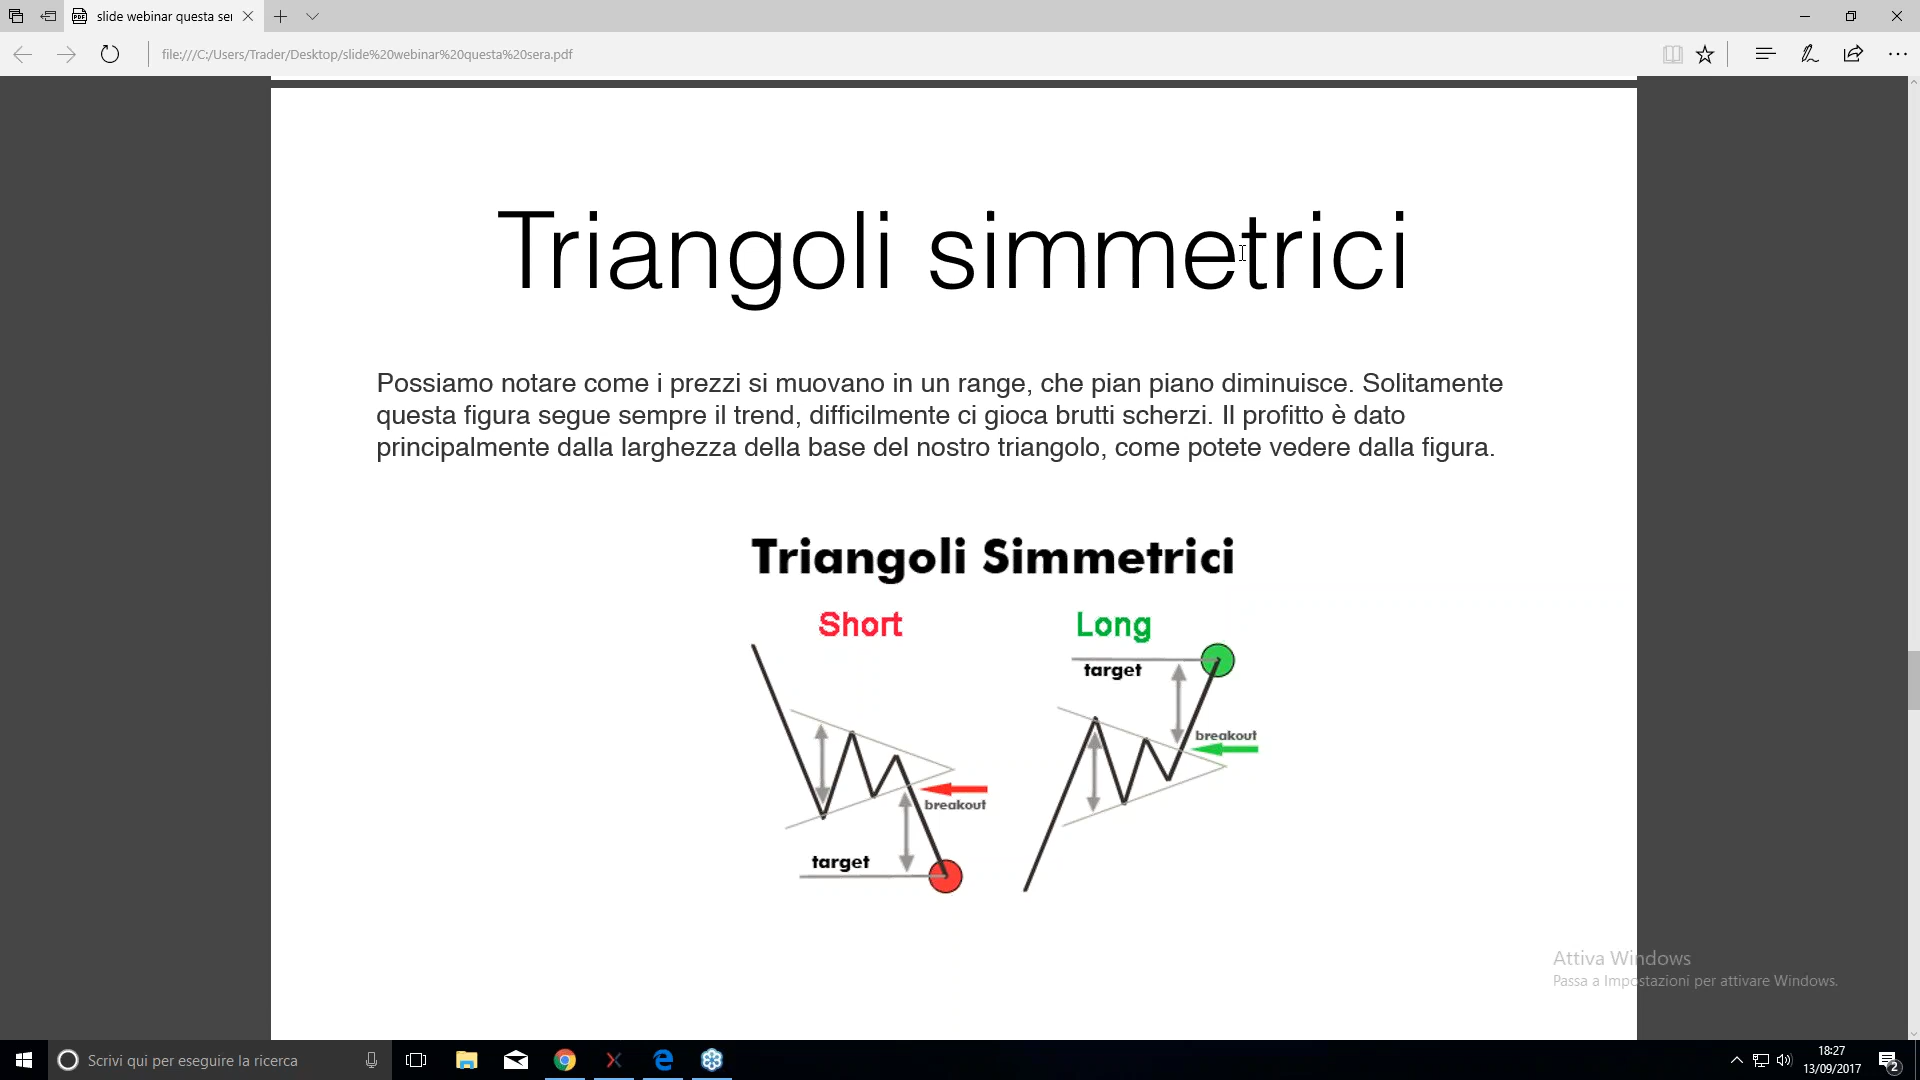 slide webinar questa ser
file:///C:/Users/Trader/Desktop/slide%20webinar%20questa%20sera.pdf
Triangoli simmetrici
Possiamo notare come i prezzi si muovano in un range, che pian piano diminuisce. Solitamente
questa figura segue sempre il trend, difficilmente ci gioca brutti scherzi. Il profitto è dato
principalmente dalla larghezza della base del nostro triangolo, come potete vedere dalla figura.
Triangoli Simmetrici
Short
Long
target
breakout
breakout
target
Attiva Windows
Passa a Impostazioni per attivare Windows.
Scrivi qui per eseguire la ricerca
18:27
13/09/2017
2